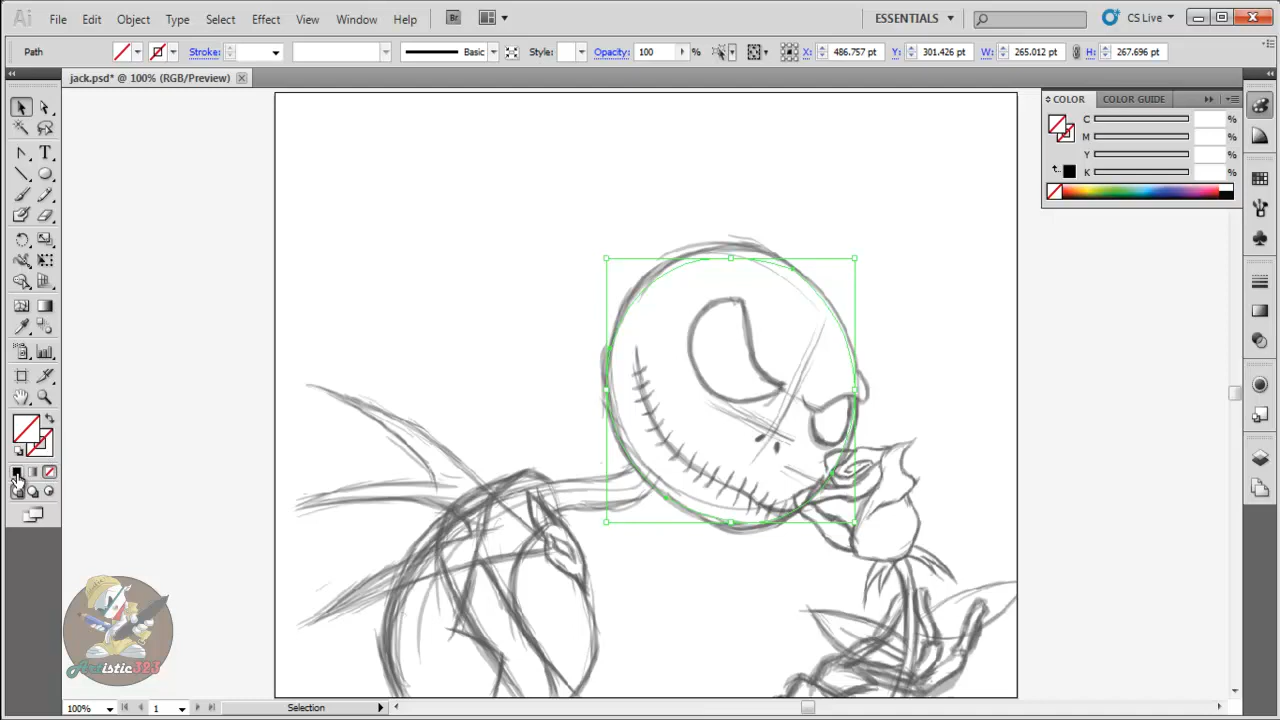 Ai File Edit Object Type Select Effect View Window Help Br ESSENTIALS CS Live
Path Stroke: Basic Style: Opacity: 100 % X: 486.757 pt Y: 301.426 pt W: 265.012 pt H: 267.696 pt
jack.psd* @ 100% (RGB/Preview)
COLOR COLOR GUIDE
C %
M %
Y %
K %
T
Artistic323
100% 1 Selection